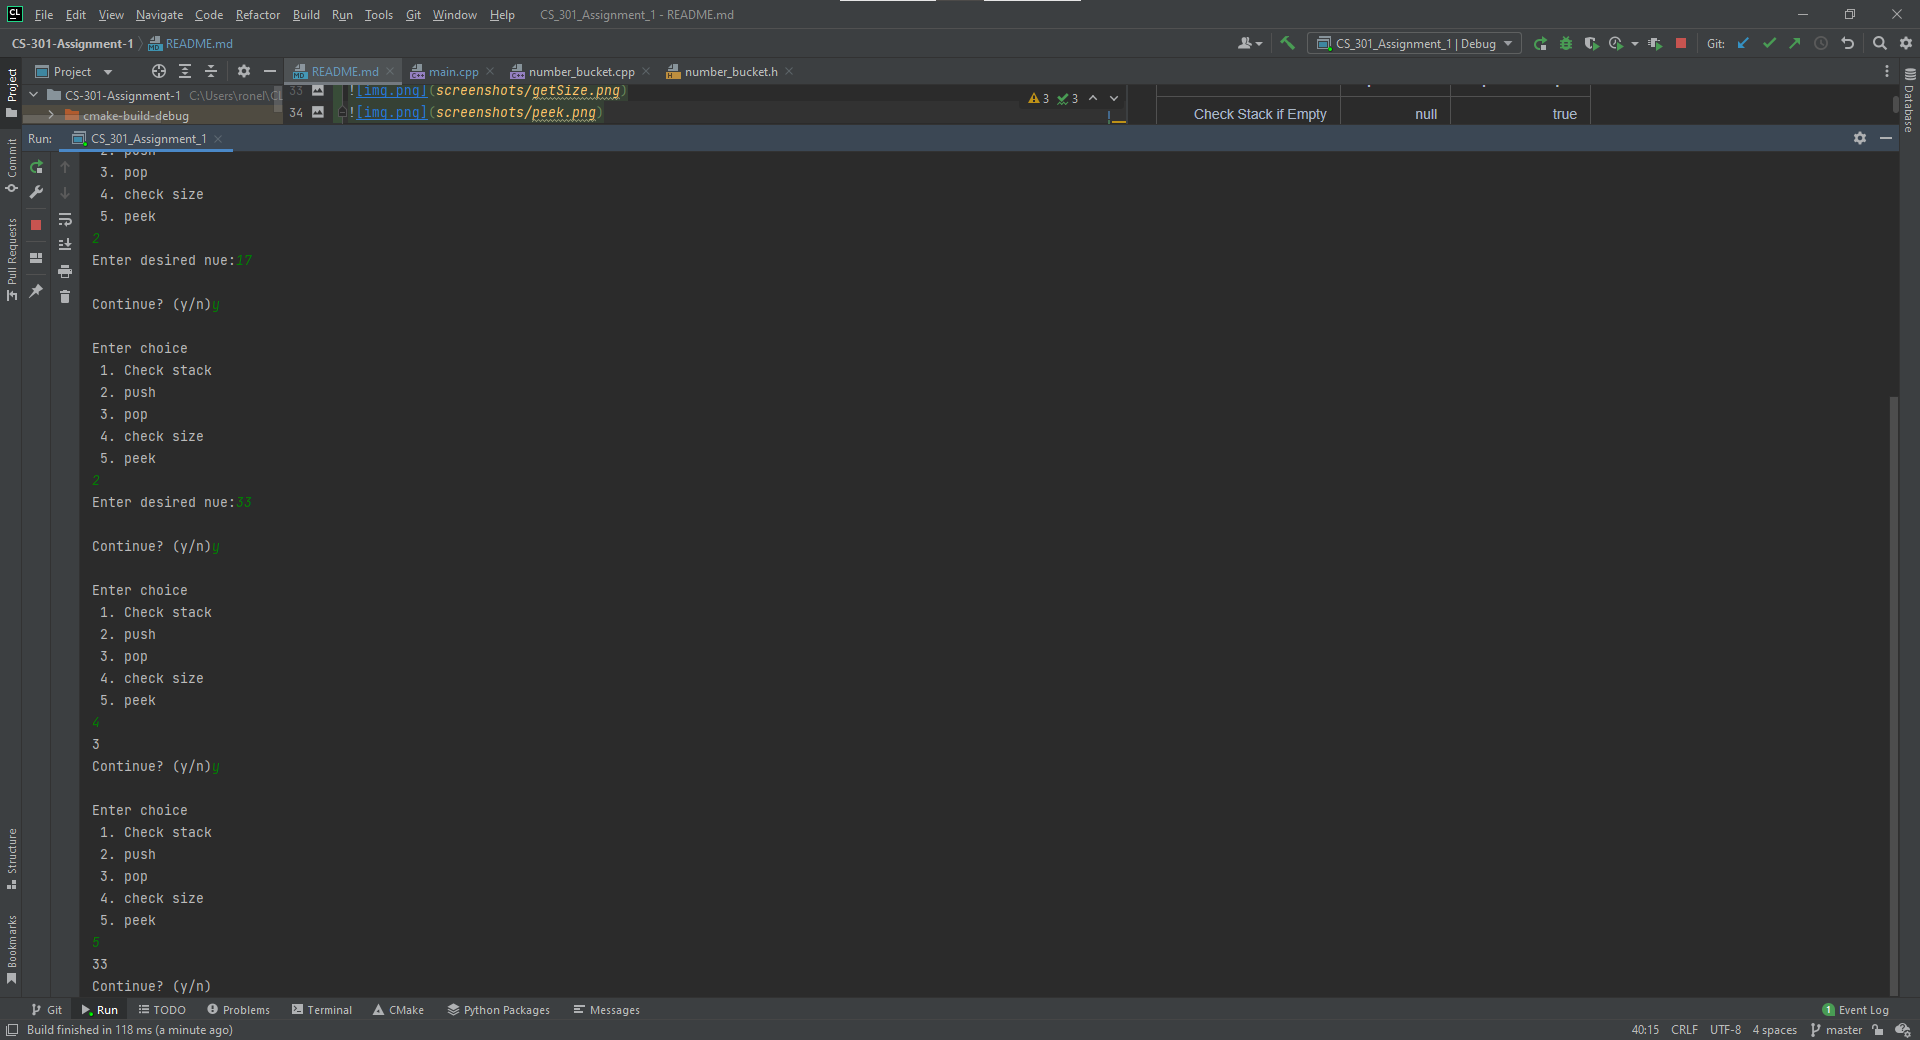 CL File Edit View Navigate Code Refactor Build Run Tools Git Window Help CS_301_Assignment_1 - README.md
CS-301-Assignment-1 README.md CS_301_Assignment_1 | Debug Git:
Project README.md main.cpp number_bucket.cpp number_bucket.h
CS-301-Assignment-1 C:\Users\ronel\CL
cmake-build-debug
33 ![img.png](screenshots/getSize.png)
34 ![img.png](screenshots/peek.png)
3 3
Check Stack if Empty null true
Run: CS_301_Assignment_1
2. push
3. pop
4. check size
5. peek
2
Enter desired nue:17
Continue? (y/n)y
Enter choice
1. Check stack
2. push
3. pop
4. check size
5. peek
2
Enter desired nue:33
Continue? (y/n)y
Enter choice
1. Check stack
2. push
3. pop
4. check size
5. peek
4
3
Continue? (y/n)y
Enter choice
1. Check stack
2. push
3. pop
4. check size
5. peek
5
33
Continue? (y/n)
Project
Commit
Pull Requests
Structure
Bookmarks
Database
Git Run TODO Problems Terminal CMake Python Packages Messages 1 Event Log
Build finished in 118 ms (a minute ago) 40:15 CRLF UTF-8 4 spaces master